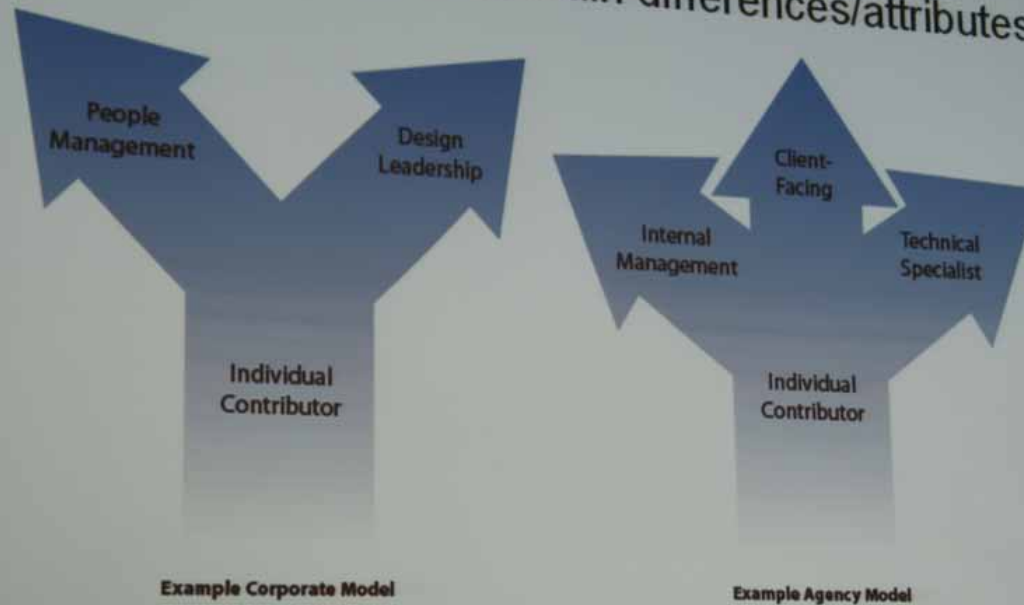 differences/attributes
People
Management
Design
Leadership
Individual
Contributor
Example Corporate Model
Client-
Facing
Internal
Management
Technical
Specialist
Individual
Contributor
Example Agency Model